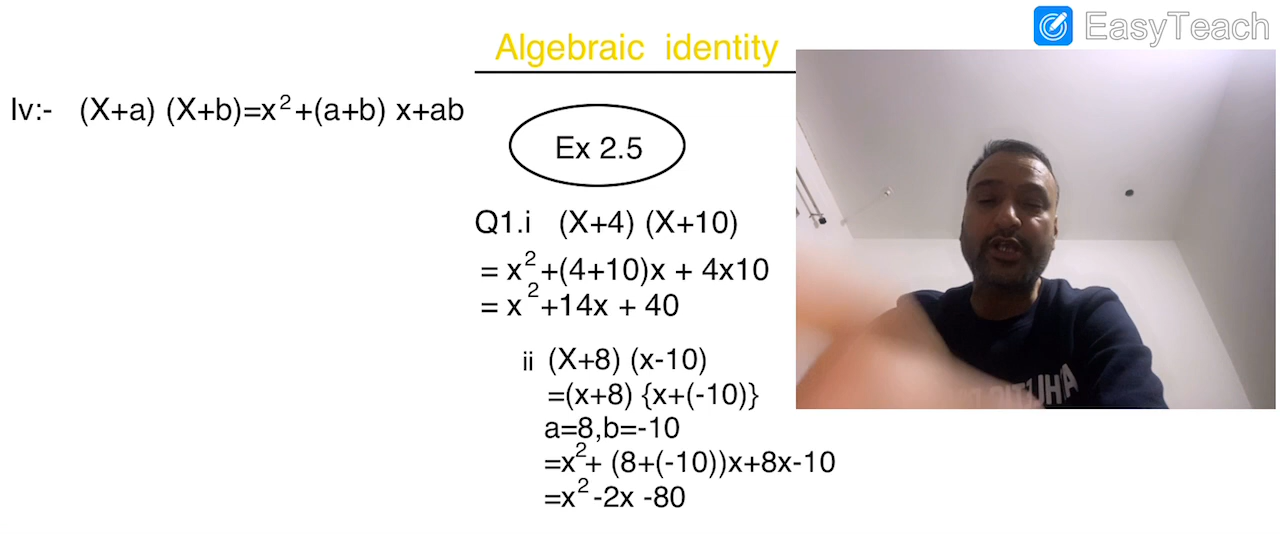 EasyTeach
Algebraic identity
Iv:- (X+a) (X+b)=x²+(a+b) x+ab
Ex 2.5
Q1.i (X+4) (X+10)
= x²+(4+10)x + 4x10
= x²+14x + 40
ii (X+8) (x-10)
=(x+8) {x+(-10)}
a=8,b=-10
=x²+ (8+(-10))x+8x-10
=x²-2x -80